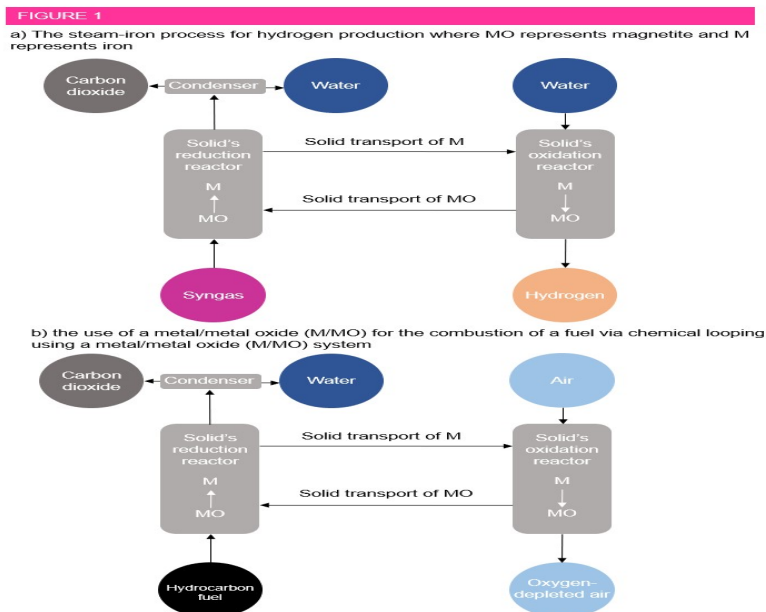 FIGURE 1
a) The steam-iron process for hydrogen production where MO represents magnetite and M
represents iron
Carbon
dioxide
Condenser
Water
Water
Solid's
reduction
reactor
M
MO
Solid transport of M
Solid transport of MO
Solid's
oxidation
reactor
M
MO
Syngas
Hydrogen
b) the use of a metal/metal oxide (M/MO) for the combustion of a fuel via chemical looping
using a metal/metal oxide (M/MO) system
Carbon
dioxide
Condenser
Water
Air
Solid's
reduction
reactor
M
MO
Solid transport of M
Solid transport of MO
Solid's
oxidation
reactor
M
MO
Hydrocarbon
fuel
Oxygen-
depleted air